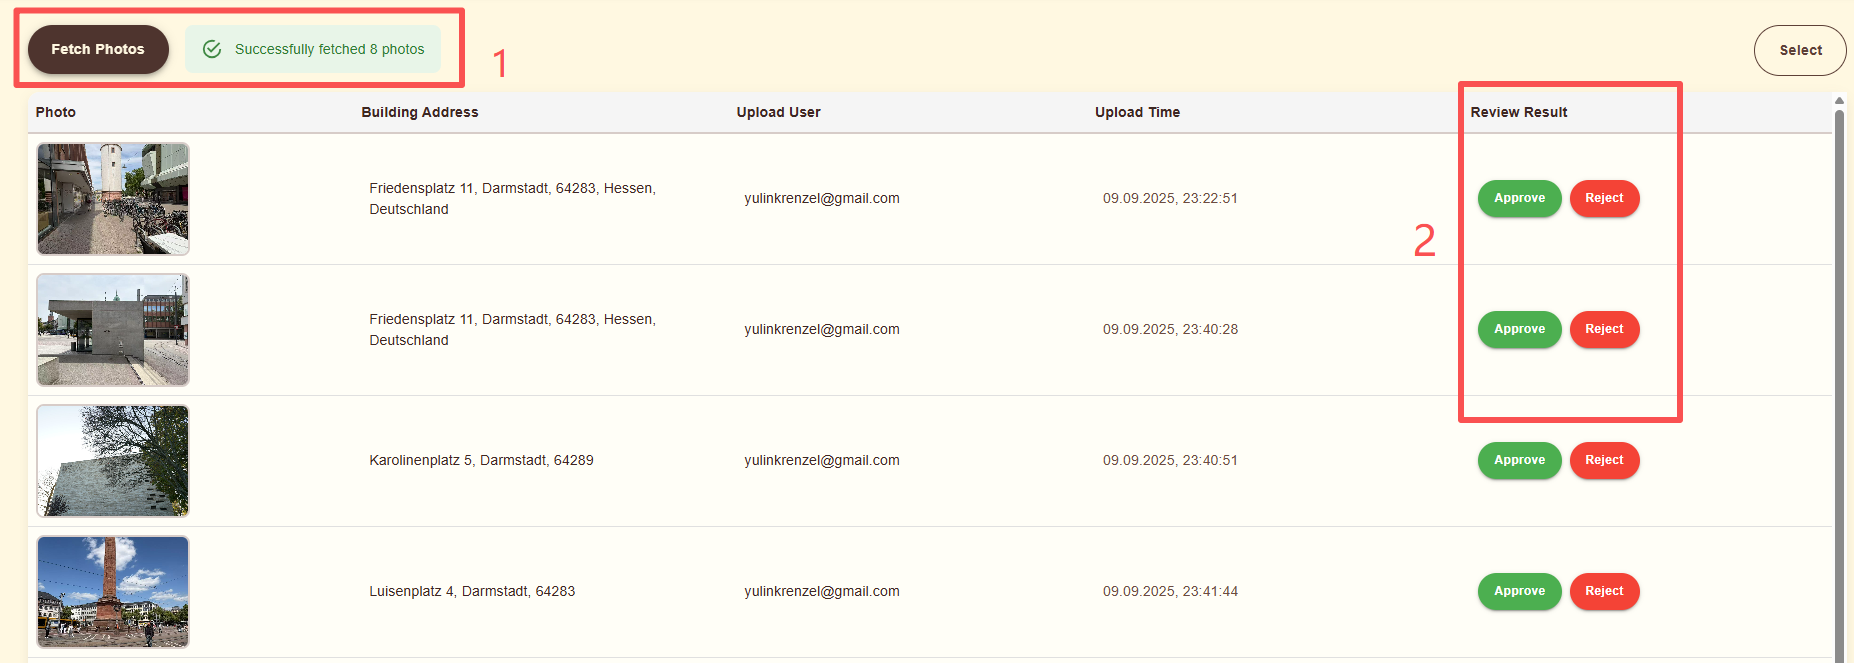 Fetch Photos
Successfully fetched 8 photos
1
Select
Photo
Building Address
Upload User
Upload Time
Review Result
Friedensplatz 11, Darmstadt, 64283, Hessen,
Deutschland
yulinkrenzel@gmail.com
09.09.2025, 23:22:51
Approve
Reject
2
Friedensplatz 11, Darmstadt, 64283, Hessen,
Deutschland
yulinkrenzel@gmail.com
09.09.2025, 23:40:28
Approve
Reject
Karolinenplatz 5, Darmstadt, 64289
yulinkrenzel@gmail.com
09.09.2025, 23:40:51
Approve
Reject
Luisenplatz 4, Darmstadt, 64283
yulinkrenzel@gmail.com
09.09.2025, 23:41:44
Approve
Reject